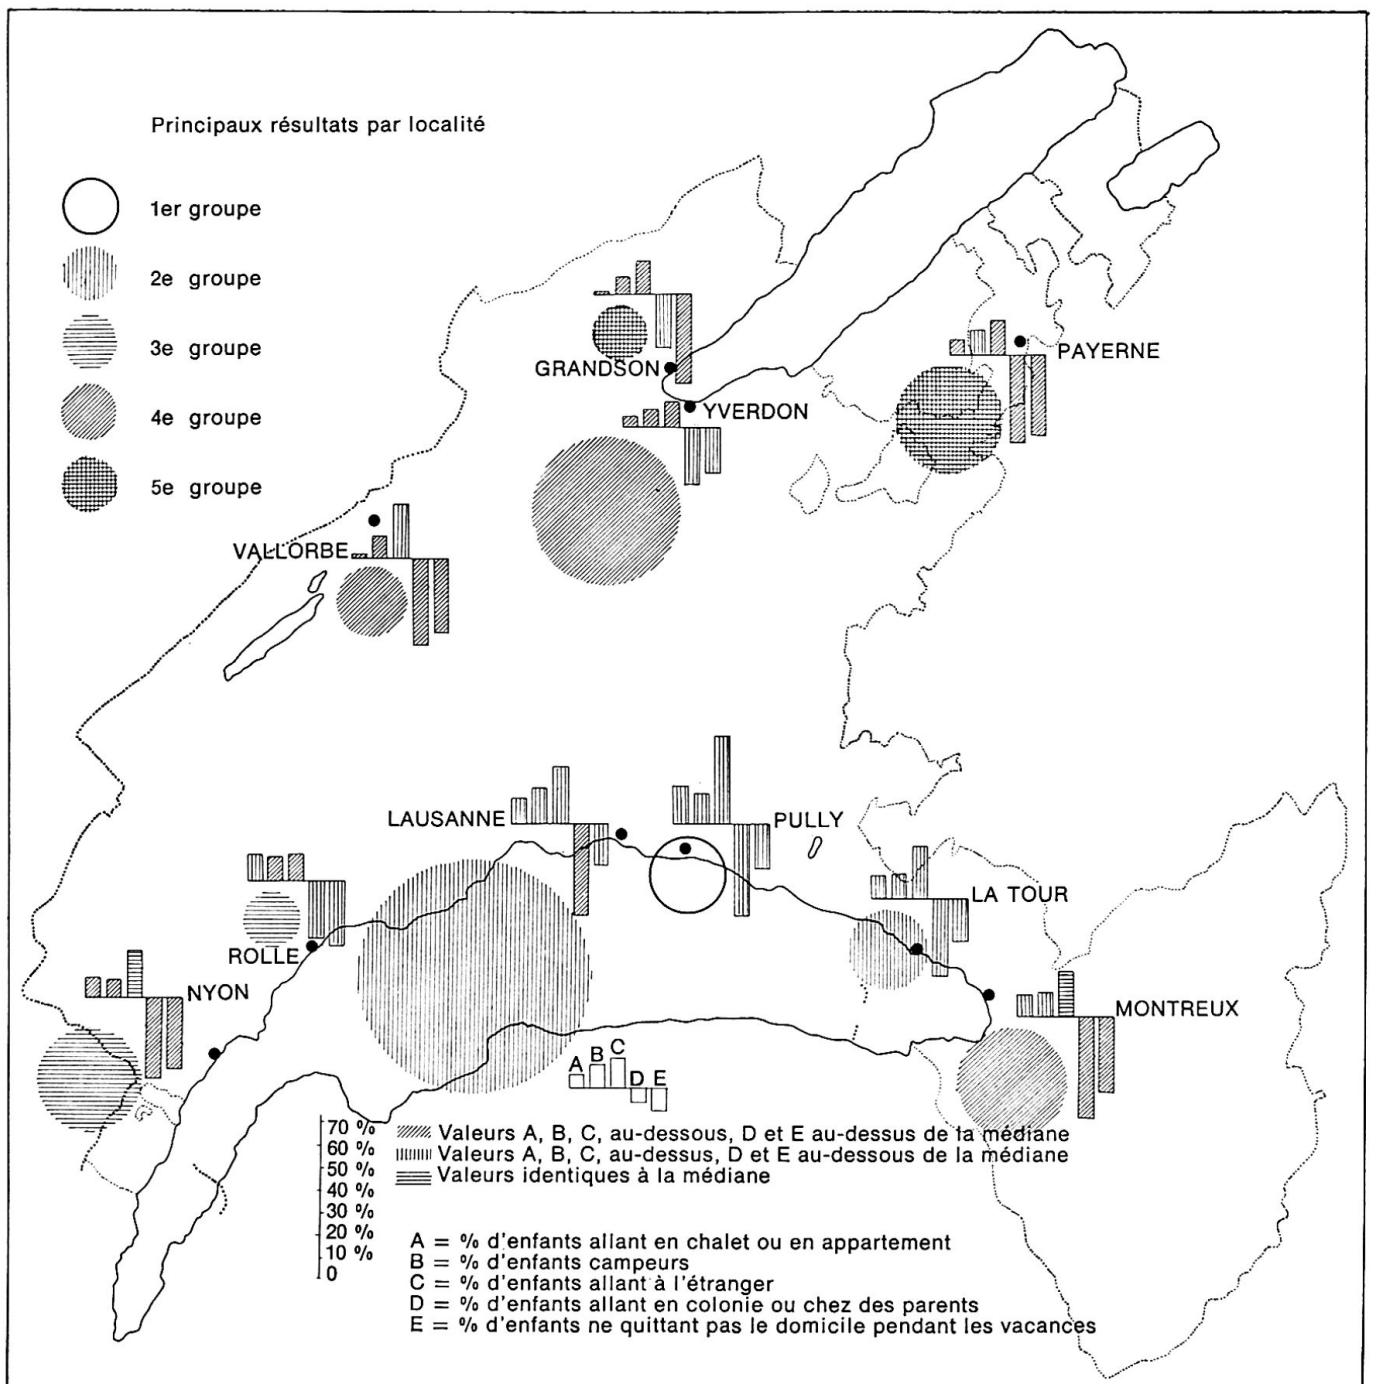 Principaux résultats par localité
1er groupe
2e groupe
3e groupe
4e groupe
5e groupe
GRANDSON
YVERDON
PAYERNE
VALLORBE
LAUSANNE
PULLY
LA TOUR
ROLLE
NYON
MONTREUX
A B C
D E
70 %
60 %
50 %
40 %
30 %
20 %
10 %
0
Valeurs A, B, C, au-dessous, D et E au-dessus de la médiane
Valeurs A, B, C, au-dessus, D et E au-dessous de la médiane
Valeurs identiques à la médiane
A = % d'enfants allant en chalet ou en appartement
B = % d'enfants campeurs
C = % d'enfants allant à l'étranger
D = % d'enfants allant en colonie ou chez des parents
E = % d'enfants ne quittant pas le domicile pendant les vacances